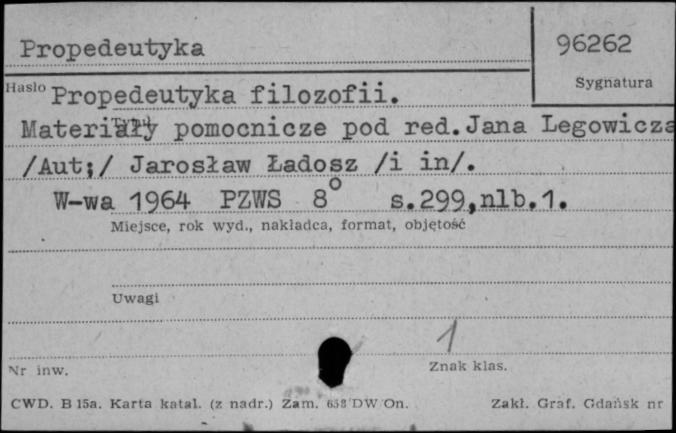 Propedeutyka
96262
Hasło
Sygnatura
Propedeutyka filozofii.
Materiały pomocnicze pod red. Jana Legowicza
/Aut;/ Jarosław Ładosz /i in/.
W-wa 1964 PZWS 8° s.299,nlb.1.
Miejsce, rok wyd., nakładca, format, objętość
Uwagi
1
Nr inw.
Znak klas.
CWD. B 15a. Karta katal. (z nadr.) Zam. 658 DW/On.
Zakł. Graf. Gdańsk nr